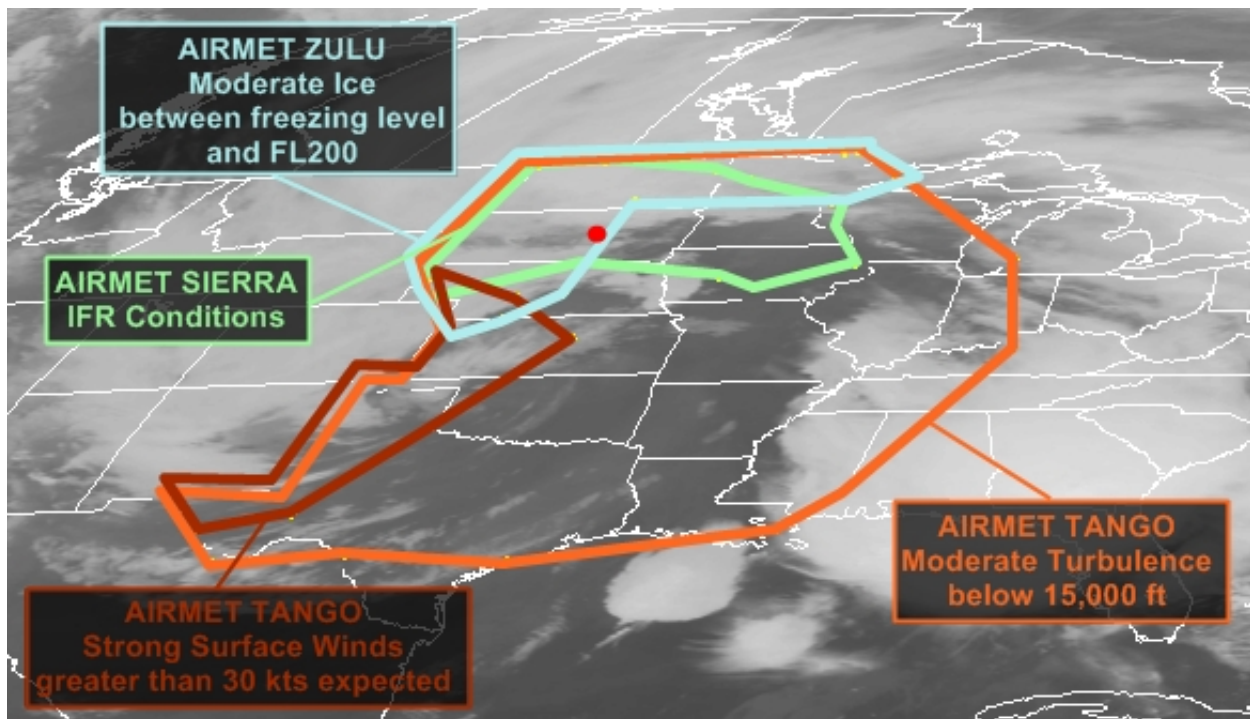 AIRMET ZULU
Moderate Ice
between freezing level
and FL200
AIRMET SIERRA
IFR Conditions
AIRMET TANGO
Moderate Turbulence
below 15,000 ft
AIRMET TANGO
Strong Surface Winds
greater than 30 kts expected